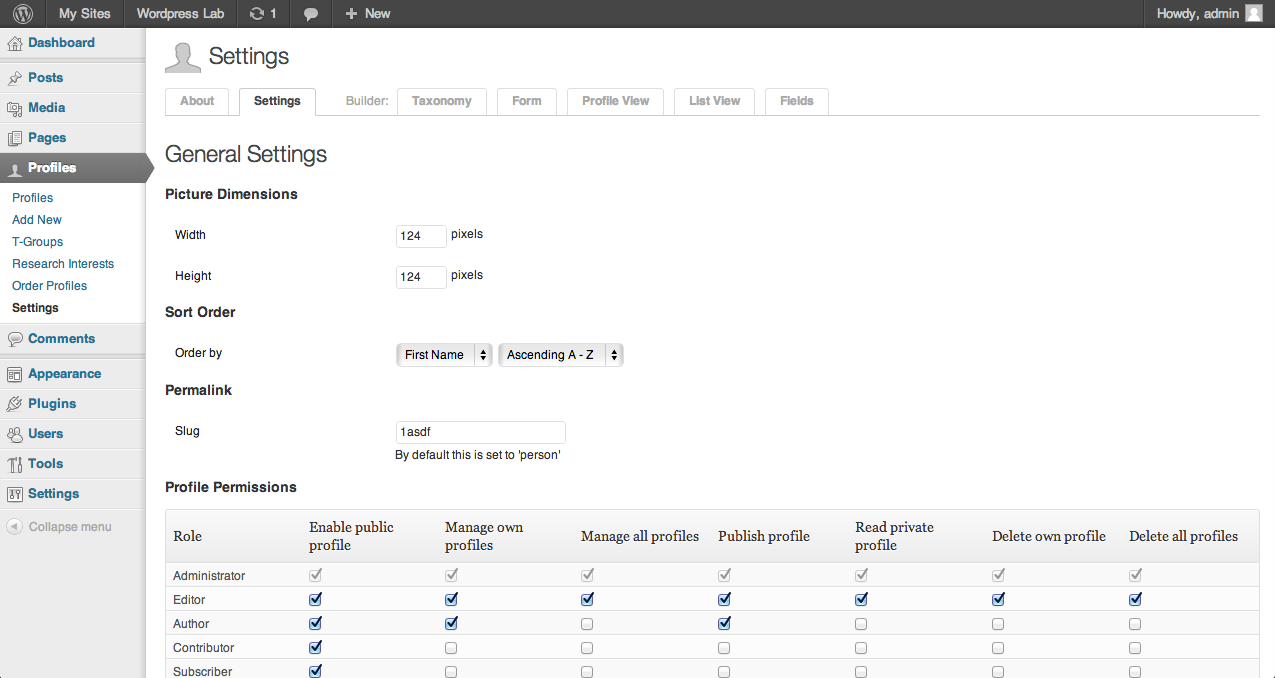 My Sites Wordpress Lab 1 + New Howdy, admin
Dashboard
Posts
Media
Pages
Profiles
Profiles
Add New
T-Groups
Research Interests
Order Profiles
Settings
Comments
Appearance
Plugins
Users
Tools
Settings
Collapse menu
Settings
About Settings Builder: Taxonomy Form Profile View List View Fields
General Settings
Picture Dimensions
Width 124 pixels
Height 124 pixels
Sort Order
Order by First Name Ascending A - Z
Permalink
Slug 1asdf
By default this is set to 'person'
Profile Permissions
Role Enable public profile Manage own profiles Manage all profiles Publish profile Read private profile Delete own profile Delete all profiles
Administrator
Editor
Author
Contributor
Subscriber